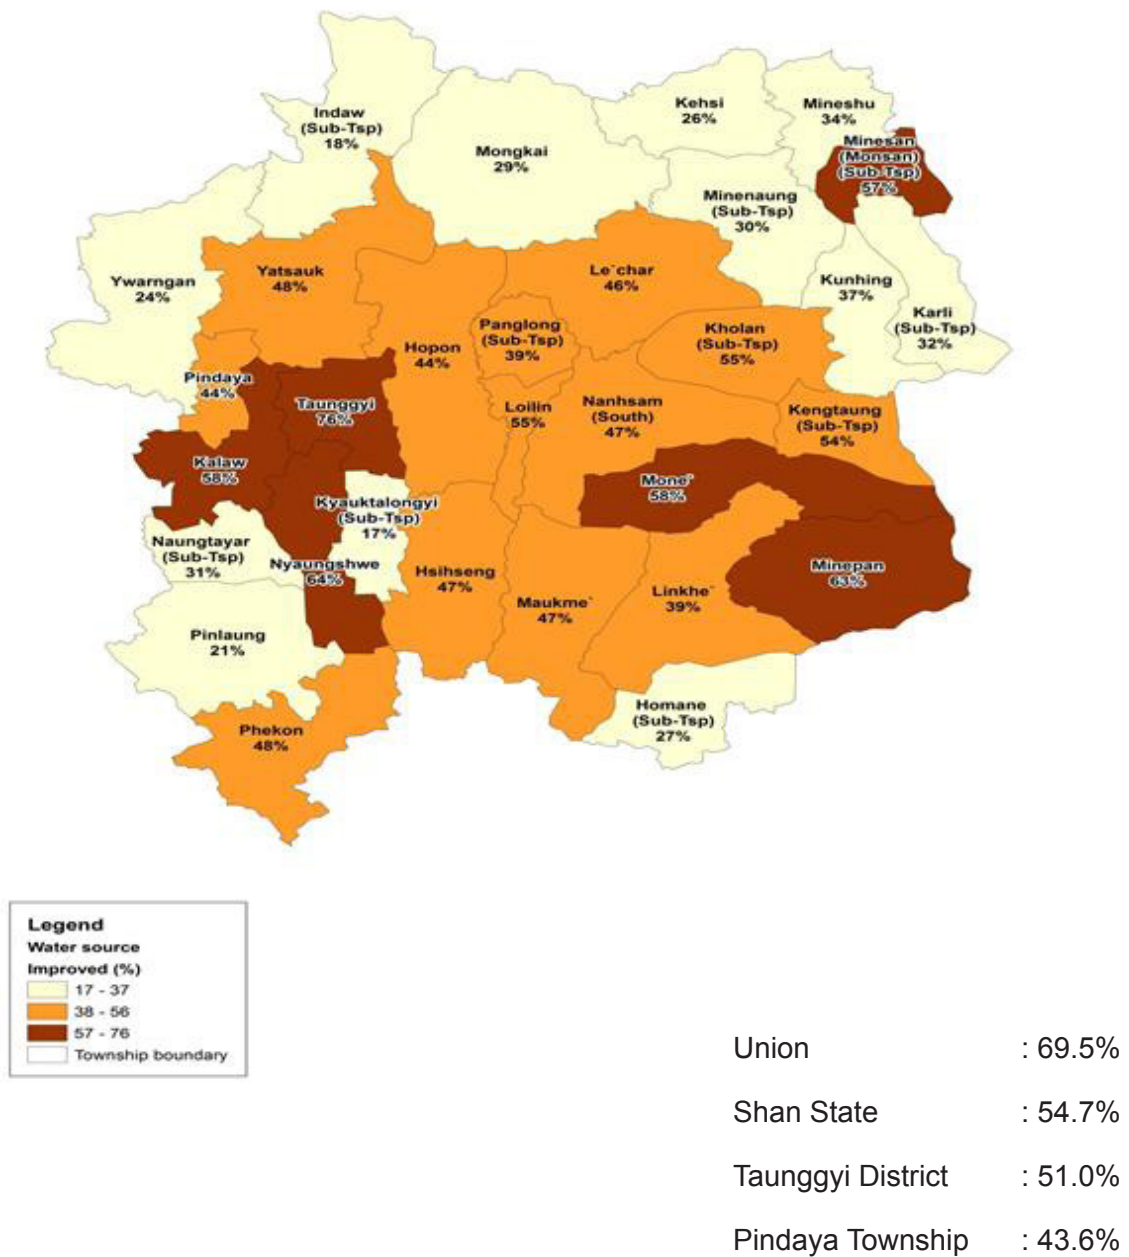 Indaw
(Sub-Tsp)
18%
Mongkai
29%
Kehsi
26%
Mineshu
34%
Minesan
(Monsan)
(Sub-Tsp)
57%
Minenaung
(Sub-Tsp)
30%
Ywarngan
24%
Yatsauk
48%
Le`char
46%
Kunhing
37%
Karli
(Sub-Tsp)
32%
Hopon
44%
Panglong
(Sub-Tsp)
39%
Kholan
(Sub-Tsp)
55%
Pindaya
44%
Taunggyi
76%
Loilin
55%
Nanhsam
(South)
47%
Kengtaung
(Sub-Tsp)
54%
Kalaw
58%
Mone`
58%
Kyauktalongyi
(Sub-Tsp)
17%
Naungtayar
(Sub-Tsp)
31%
Nyaungshwe
64%
Hsihseng
47%
Maukme`
47%
Linkhe`
39%
Minepan
63%
Pinlaung
21%
Homane
(Sub-Tsp)
27%
Phekon
48%
Legend
Water source
Improved (%)
17 - 37
38 - 56
57 - 76
Township boundary
Union : 69.5%
Shan State : 54.7%
Taunggyi District : 51.0%
Pindaya Township : 43.6%